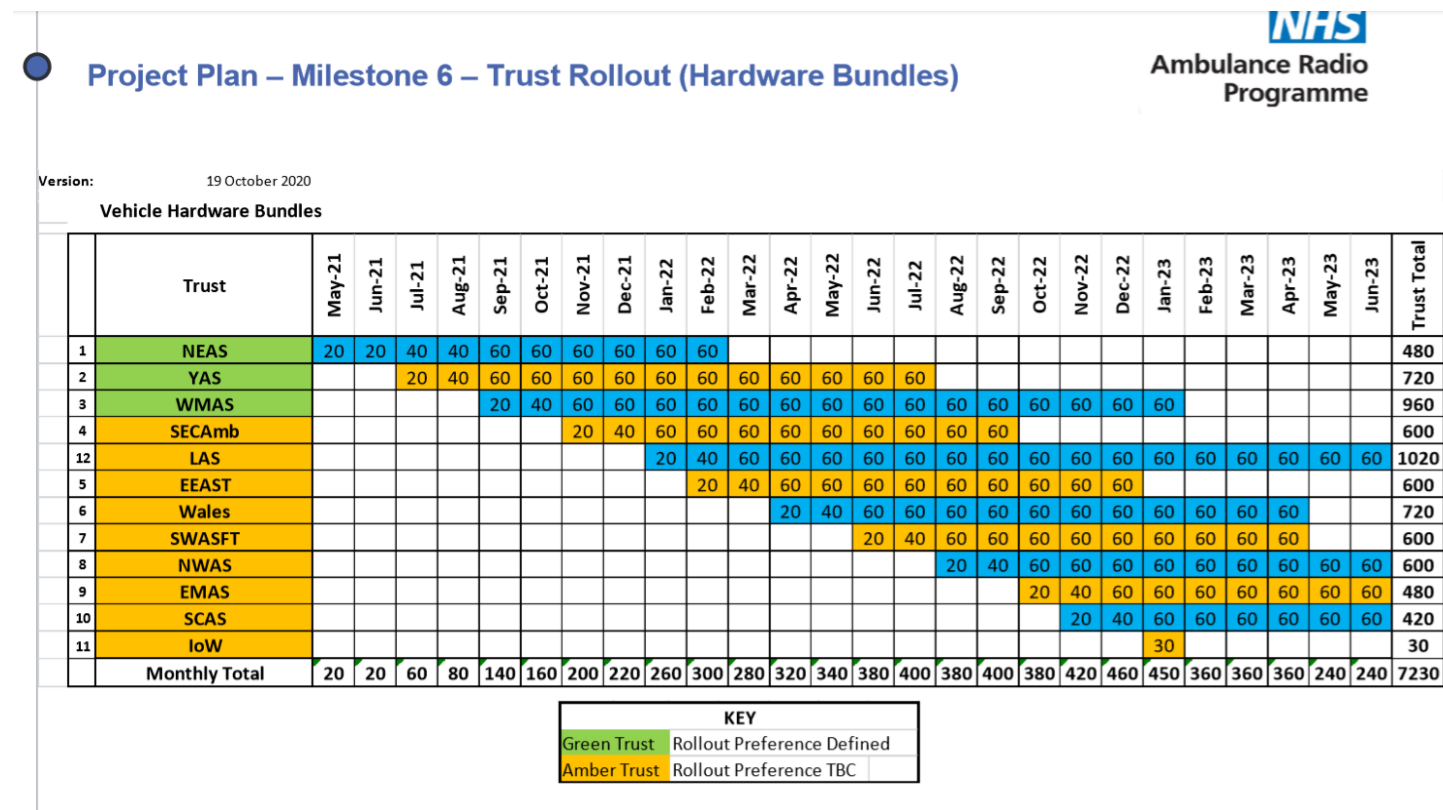 NHS
Ambulance Radio
Programme
Project Plan – Milestone 6 – Trust Rollout (Hardware Bundles)
Version: 19 October 2020
Vehicle Hardware Bundles
Trust May-21 Jun-21 Jul-21 Aug-21 Sep-21 Oct-21 Nov-21 Dec-21 Jan-22 Feb-22 Mar-22 Apr-22 May-22 Jun-22 Jul-22 Aug-22 Sep-22 Oct-22 Nov-22 Dec-22 Jan-23 Feb-23 Mar-23 Apr-23 May-23 Jun-23 Trust Total
1 NEAS 20 20 40 40 60 60 60 60 60 60 480
2 YAS 20 40 60 60 60 60 60 60 60 60 60 60 60 720
3 WMAS 20 40 60 60 60 60 60 60 60 60 60 60 60 60 60 60 60 960
4 SECAmb 20 40 60 60 60 60 60 60 60 60 60 600
12 LAS 20 40 60 60 60 60 60 60 60 60 60 60 60 60 60 60 60 60 1020
5 EEAST 20 40 60 60 60 60 60 60 60 60 60 600
6 Wales 20 40 60 60 60 60 60 60 60 60 60 60 60 720
7 SWASFT 20 40 60 60 60 60 60 60 60 60 60 600
8 NWAS 20 40 60 60 60 60 60 60 60 60 60 600
9 EMAS 20 40 60 60 60 60 60 60 60 480
10 SCAS 20 40 60 60 60 60 60 60 420
11 IoW 30 30
Monthly Total 20 20 60 80 140 160 200 220 260 300 280 320 340 380 400 380 400 380 420 460 450 360 360 360 240 240 7230
KEY
Green Trust Rollout Preference Defined
Amber Trust Rollout Preference TBC